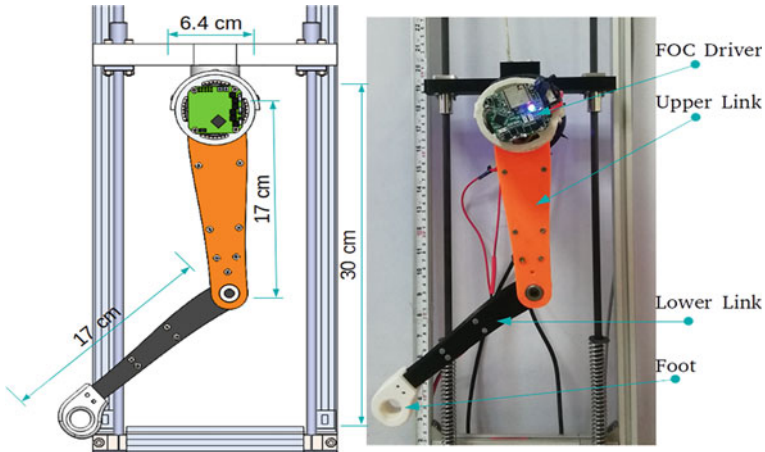 6.4 cm
17 cm
30 cm
17 cm
FOC Driver
Upper Link
Lower Link
Foot